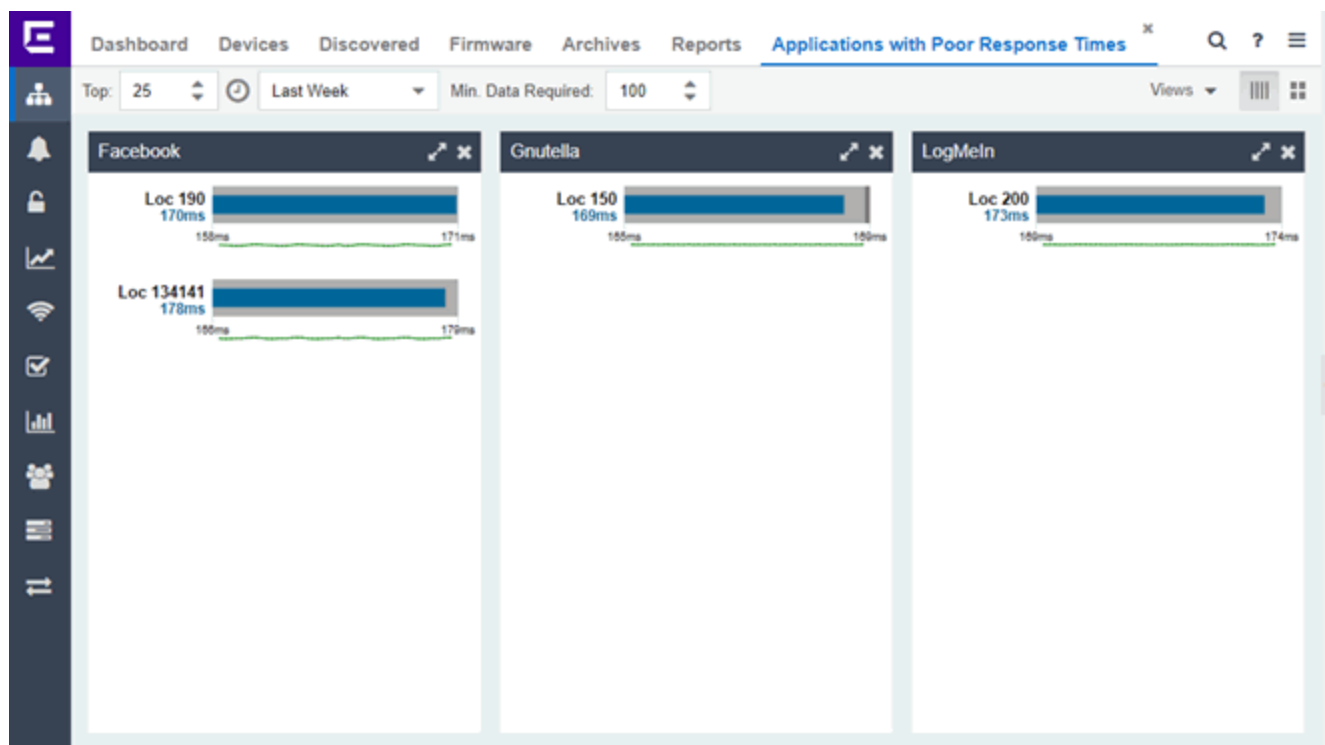 Dashboard Devices Discovered Firmware Archives Reports Applications with Poor Response Times
Top: 25 Last Week Min. Data Required: 100 Views
Facebook
Loc 190
170ms
158ms 171ms
Loc 134141
178ms
166ms 179ms
Gnutella
Loc 150
169ms
165ms 169ms
LogMeIn
Loc 200
173ms
169ms 174ms